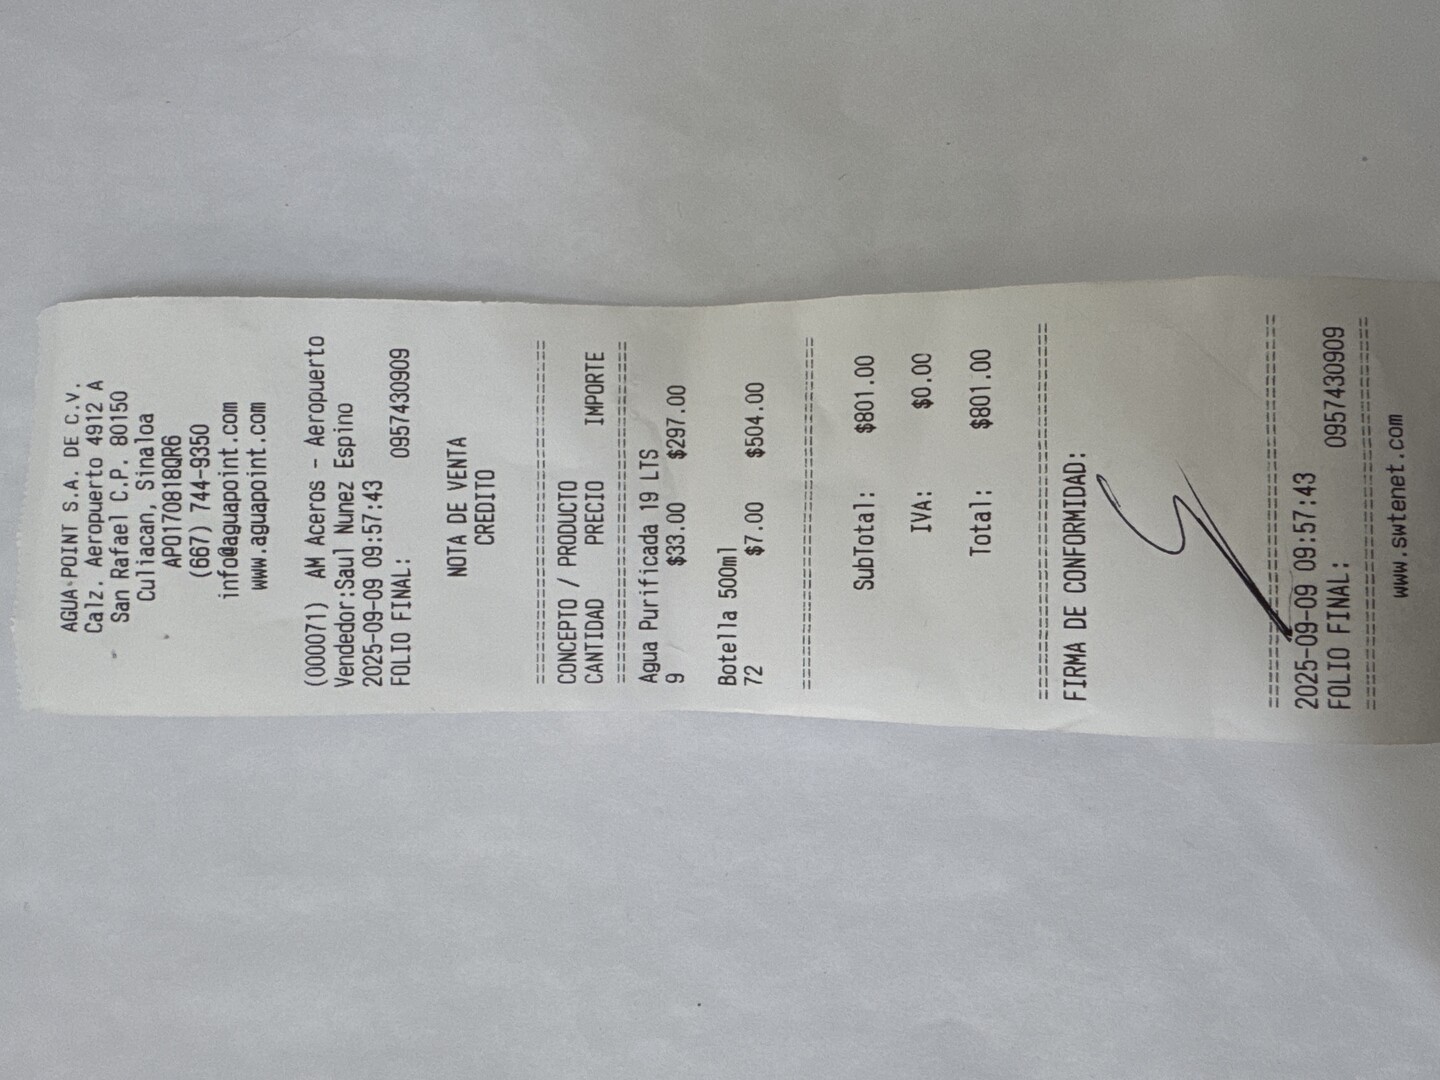 AGUA-POINT S.A. DE C.V.
Calz. Aeropuerto 4912 A
San Rafael C.P. 80150
Culiacan, Sinaloa
APO170818QR6
(667) 744-9350
info@aguapoint.com
www.aguapoint.com
(000071) AM Aceros - Aeropuerto
Vendedor:Saul Nunez Espino
2025-09-09 09:57:43
FOLIO FINAL: 0957430909
NOTA DE VENTA
CREDITO
CONCEPTO / PRODUCTO
CANTIDAD PRECIO IMPORTE
Agua Purificada 19 LTS
9 $33.00 $297.00
Botella 500ml
72 $7.00 $504.00
SubTotal: $801.00
IVA: $0.00
Total: $801.00
FIRMA DE CONFORMIDAD:
2025-09-09 09:57:43
FOLIO FINAL: 0957430909
www.swtenet.com